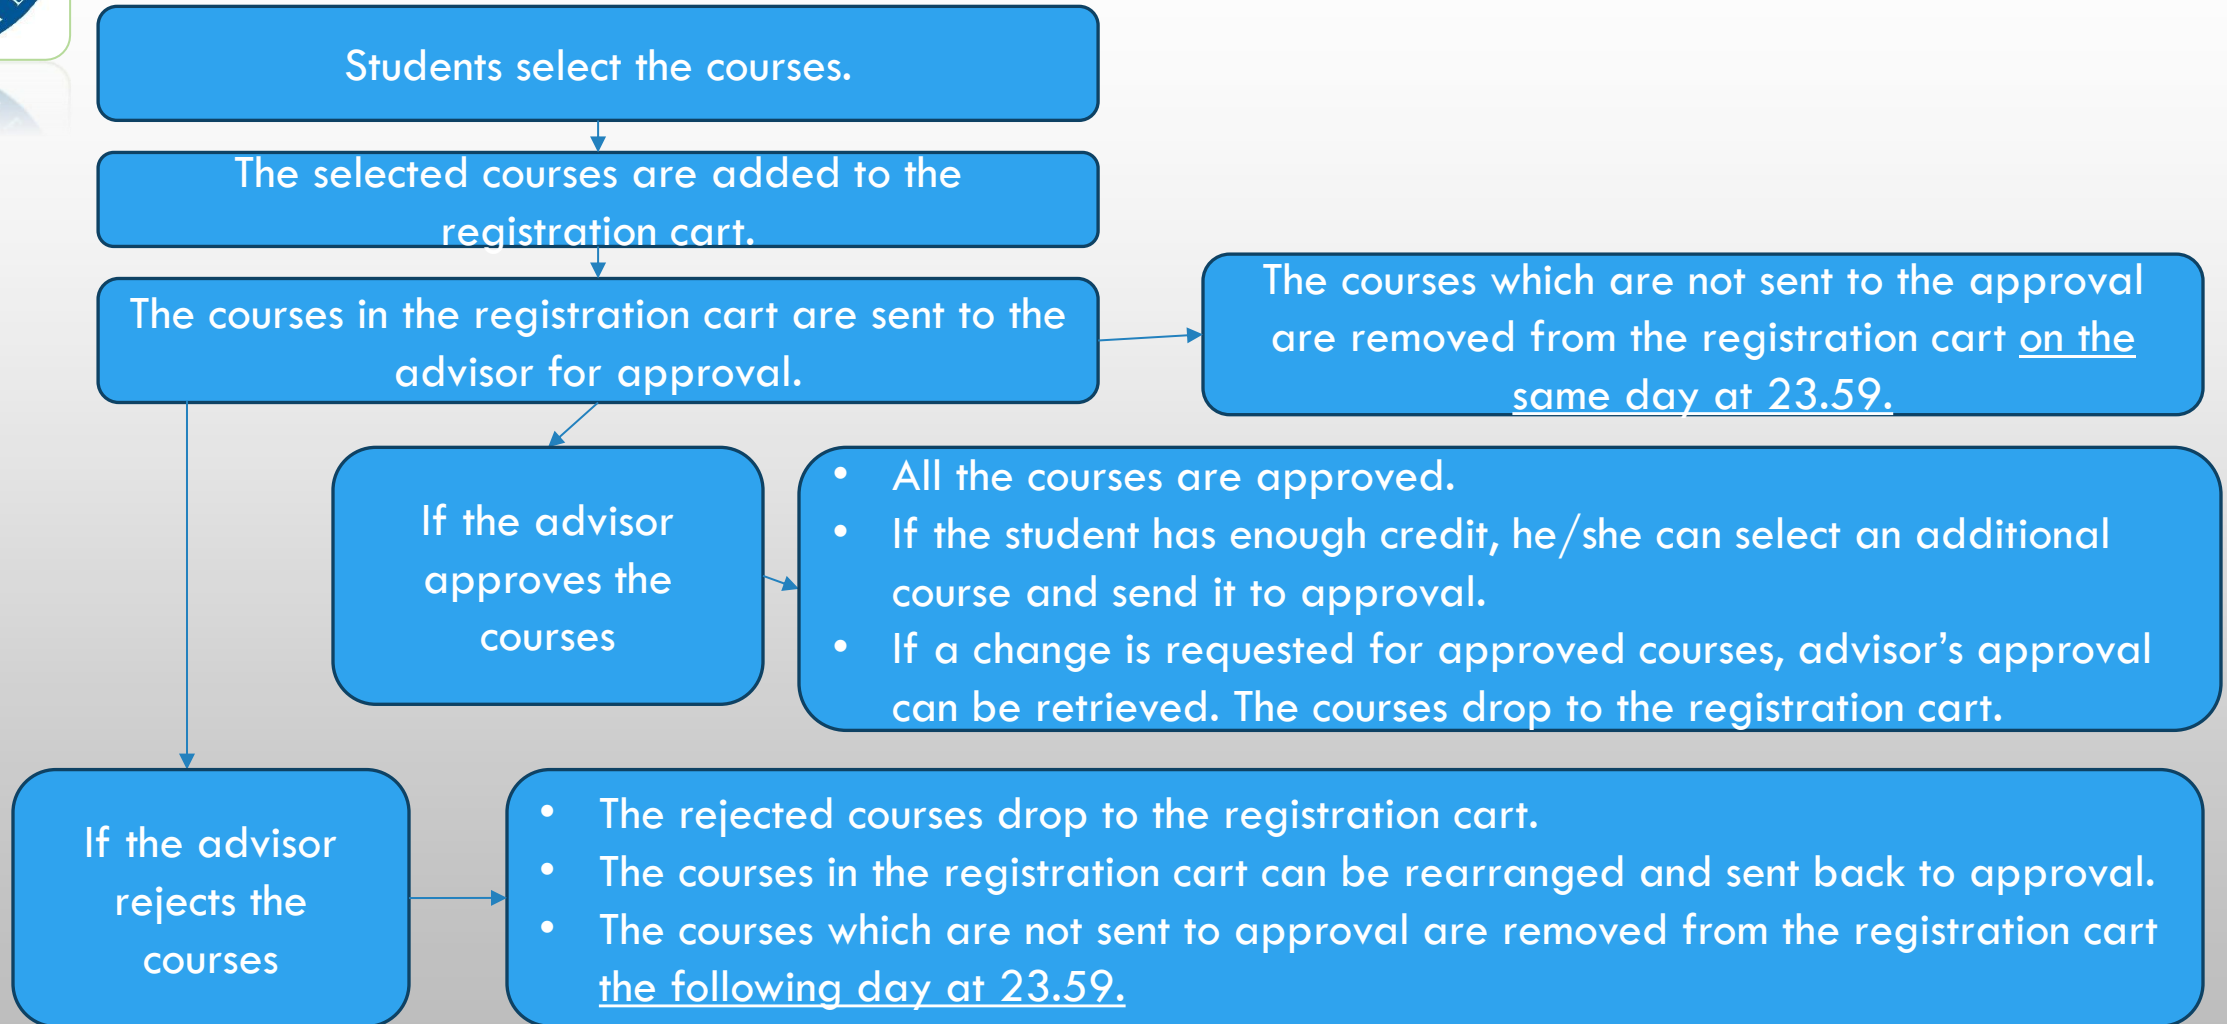 Students select the courses.
The selected courses are added to the
registration cart.
The courses in the registration cart are sent to the
advisor for approval.
The courses which are not sent to the approval
are removed from the registration cart on the
same day at 23.59.
If the advisor
approves the
courses
• All the courses are approved.
• If the student has enough credit, he/she can select an additional
course and send it to approval.
• If a change is requested for approved courses, advisor’s approval
can be retrieved. The courses drop to the registration cart.
If the advisor
rejects the
courses
• The rejected courses drop to the registration cart.
• The courses in the registration cart can be rearranged and sent back to approval.
• The courses which are not sent to approval are removed from the registration cart
the following day at 23.59.